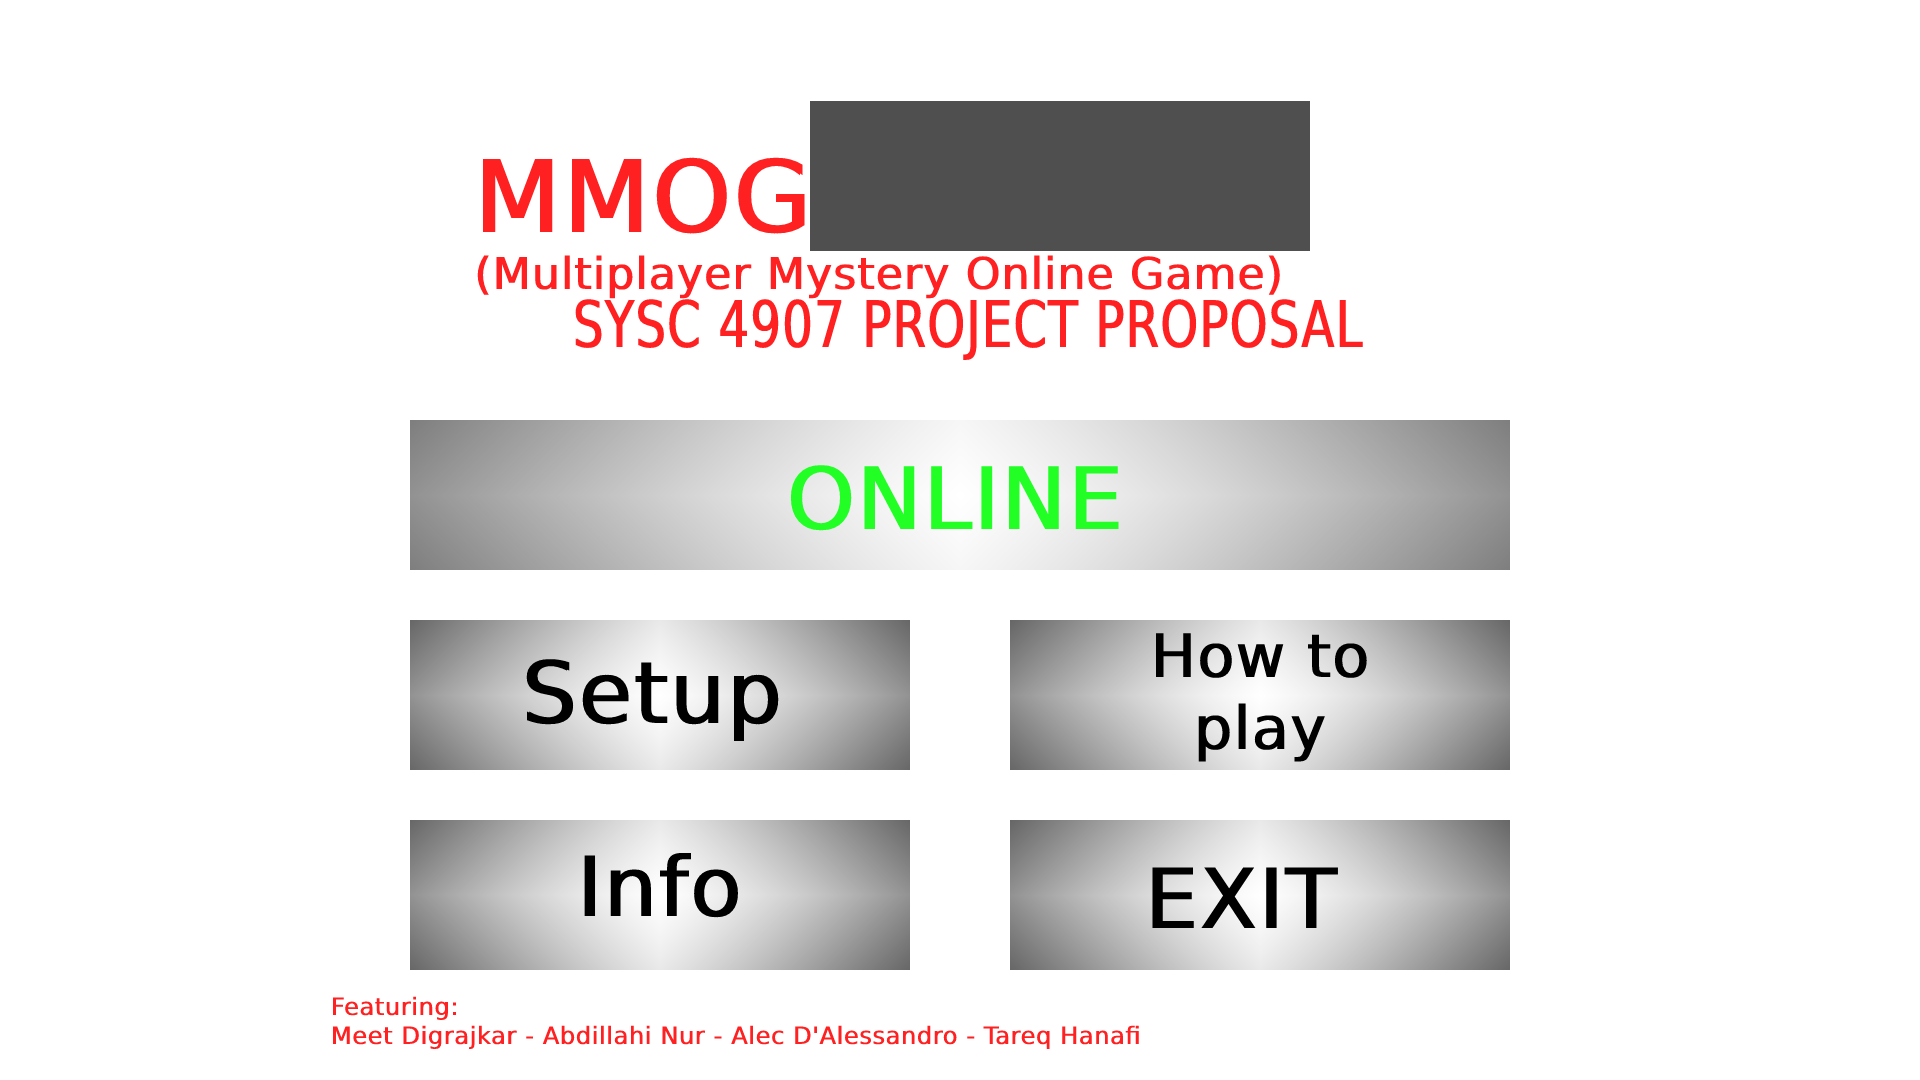 MMOG
(Multiplayer Mystery Online Game)
SYSC 4907 PROJECT PROPOSAL
ONLINE
Setup
How to
play
Info
EXIT
Featuring:
Meet Digrajkar - Abdillahi Nur - Alec D'Alessandro - Tareq Hanafi